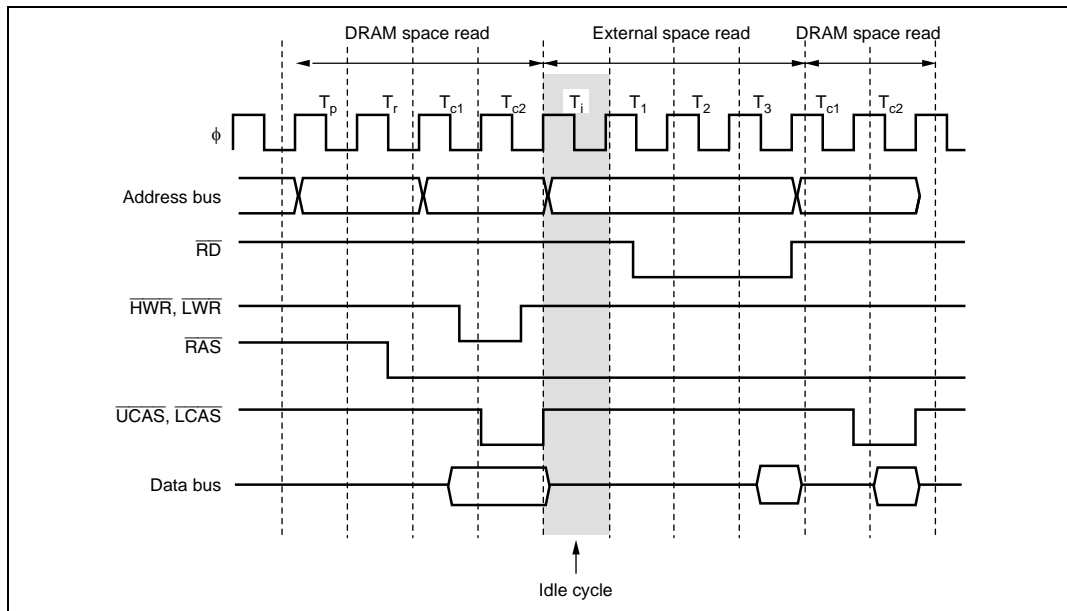 DRAM space read External space read DRAM space read
Tp Tr Tc1 Tc2 Ti T1 T2 T3 Tc1 Tc2
ϕ
Address bus
RD
HWR, LWR
RAS
UCAS, LCAS
Data bus
Idle cycle